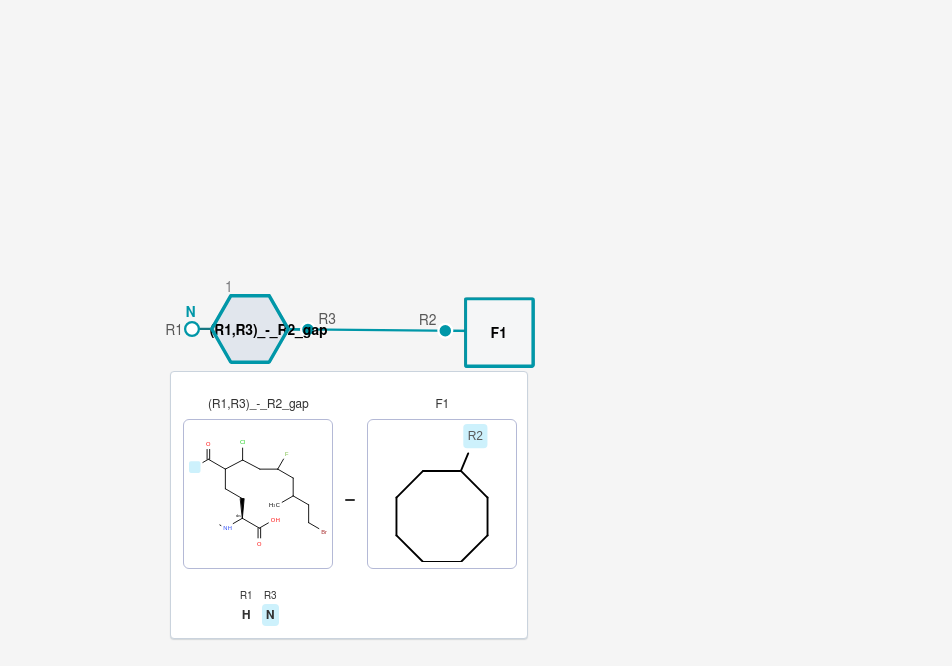 1
N
R1
(R1,R3)_-_R2_gap
R3
R2
F1
(R1,R3)_-_R2_gap
F1
R2
O
Cl
F
H₃C
NH
OH
O
Br
–
R1 R3
H N